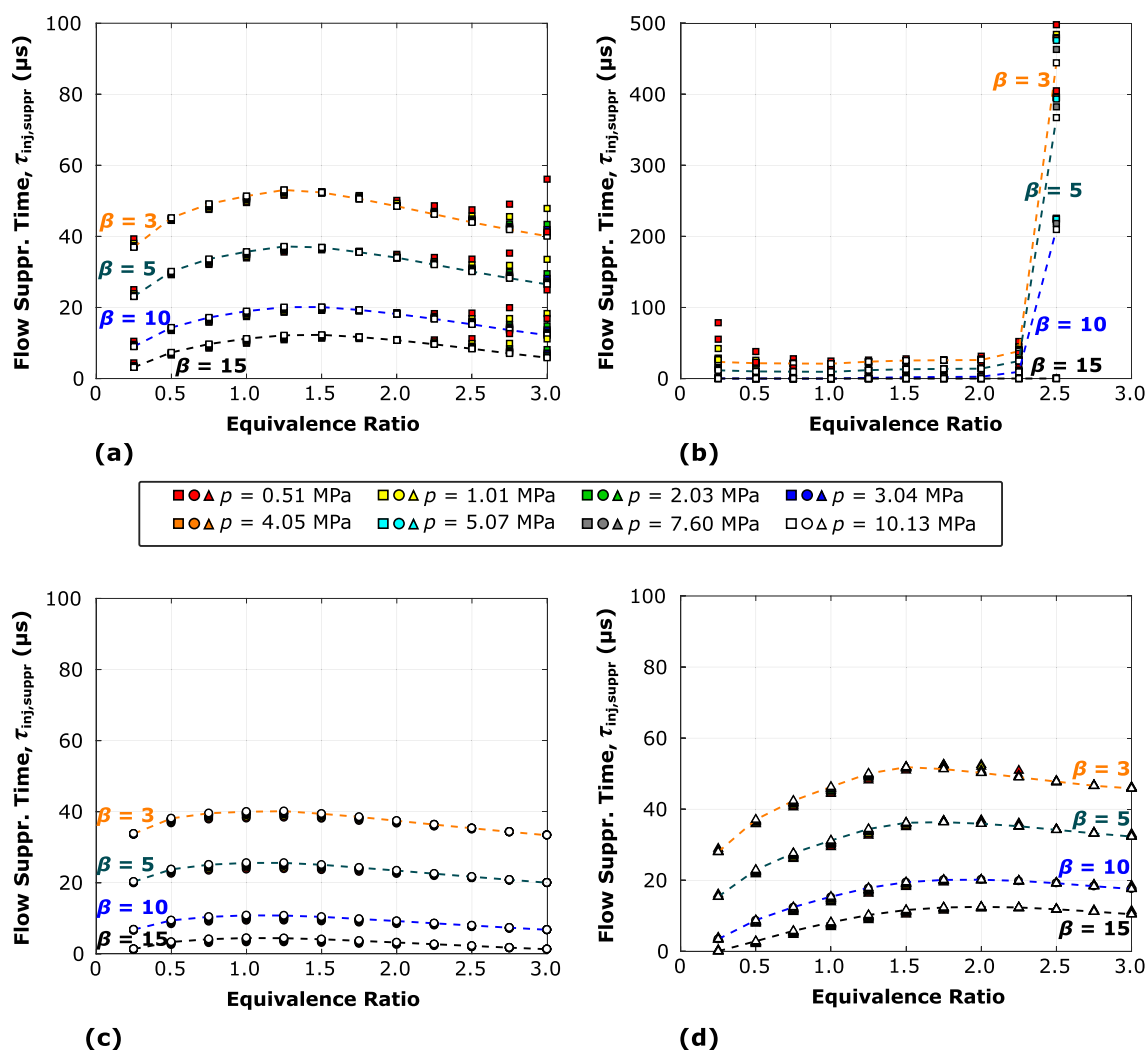 Flow Suppr. Time, τinj,suppr (μs)
100
80
60
40
20
0
β = 3
β = 5
β = 10
β = 15
0 0.5 1.0 1.5 2.0 2.5 3.0
Equivalence Ratio
(a)
Flow Suppr. Time, τinj,suppr (μs)
500
400
300
200
100
0
β = 3
β = 5
β = 10
β = 15
0 0.5 1.0 1.5 2.0 2.5 3.0
Equivalence Ratio
(b)
p = 0.51 MPa p = 1.01 MPa p = 2.03 MPa p = 3.04 MPa
p = 4.05 MPa p = 5.07 MPa p = 7.60 MPa p = 10.13 MPa
Flow Suppr. Time, τinj,suppr (μs)
100
80
60
40
20
0
β = 3
β = 5
β = 10
β = 15
0.0 0.5 1.0 1.5 2.0 2.5 3.0
Equivalence Ratio
(c)
Flow Suppr. Time, τinj,suppr (μs)
100
80
60
40
20
0
β = 3
β = 5
β = 10
β = 15
0 0.5 1.0 1.5 2.0 2.5 3.0
Equivalence Ratio
(d)